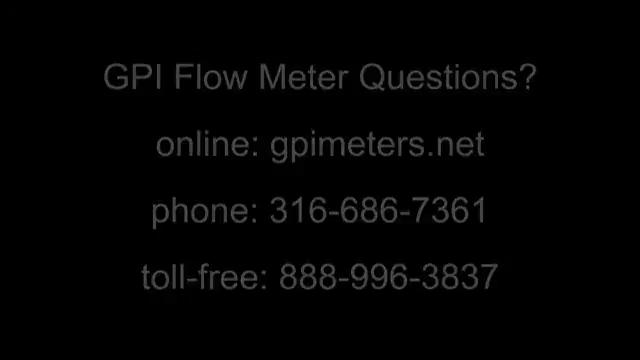 GPI Flow Meter Questions?
online: gpimeters.net
phone: 316-686-7361
toll-free: 888-996-3837